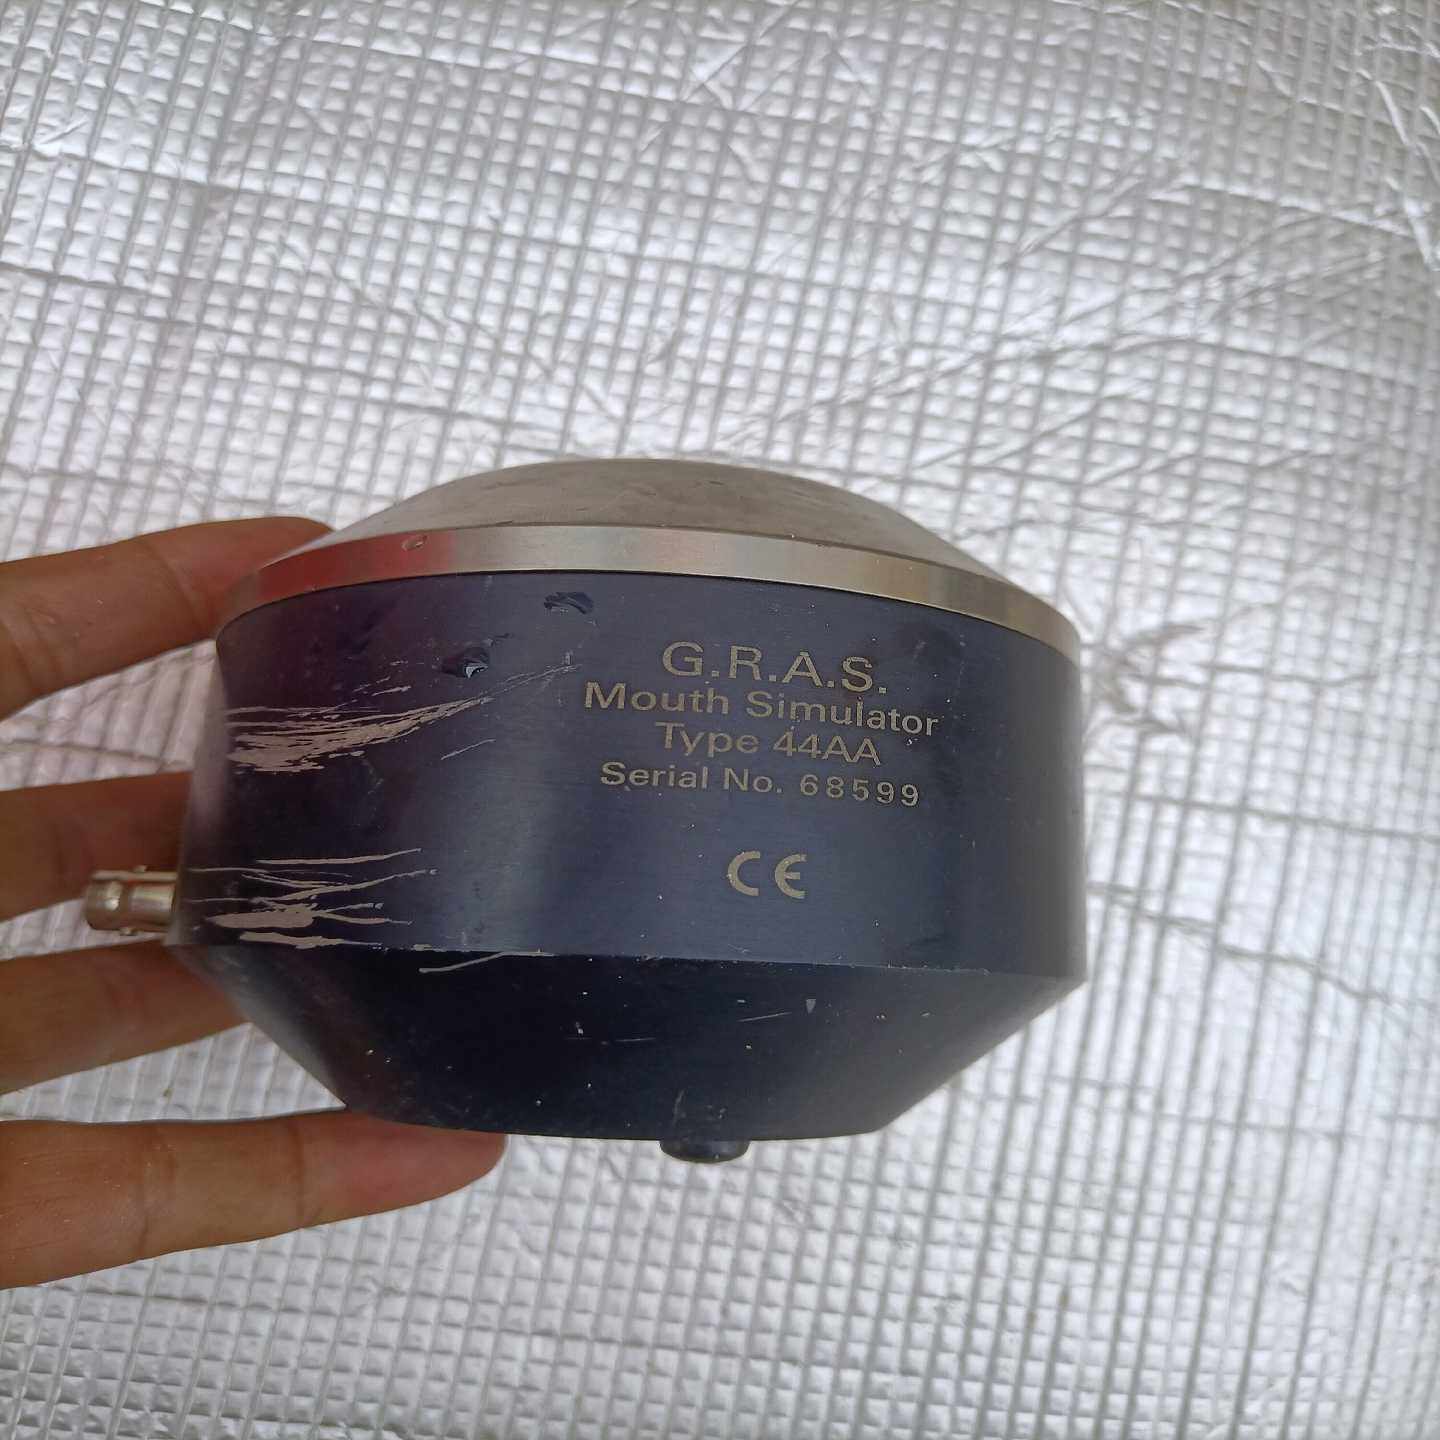 G.R.A.S.
Mouth Simulator
Type 44AA
Serial No. 68599
CE